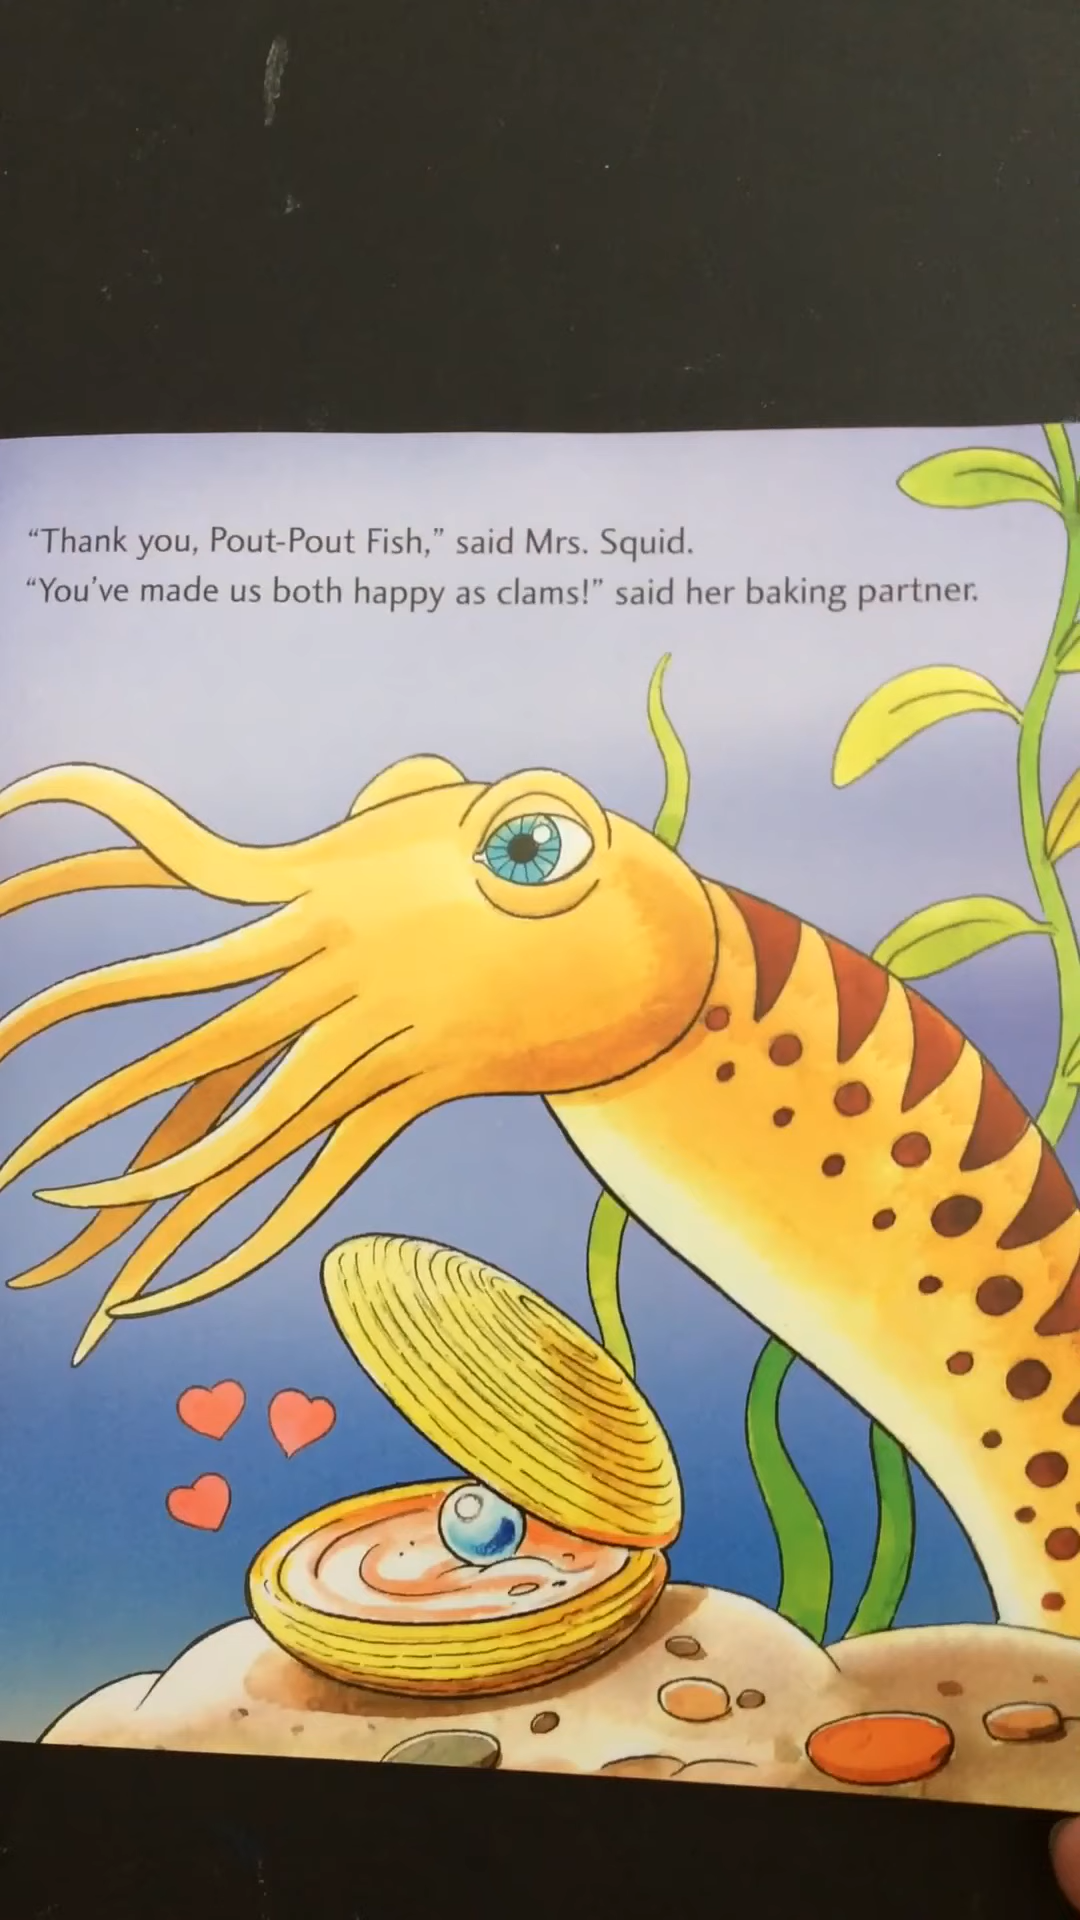 “Thank you, Pout-Pout Fish,” said Mrs. Squid.
“You’ve made us both happy as clams!” said her baking partner.